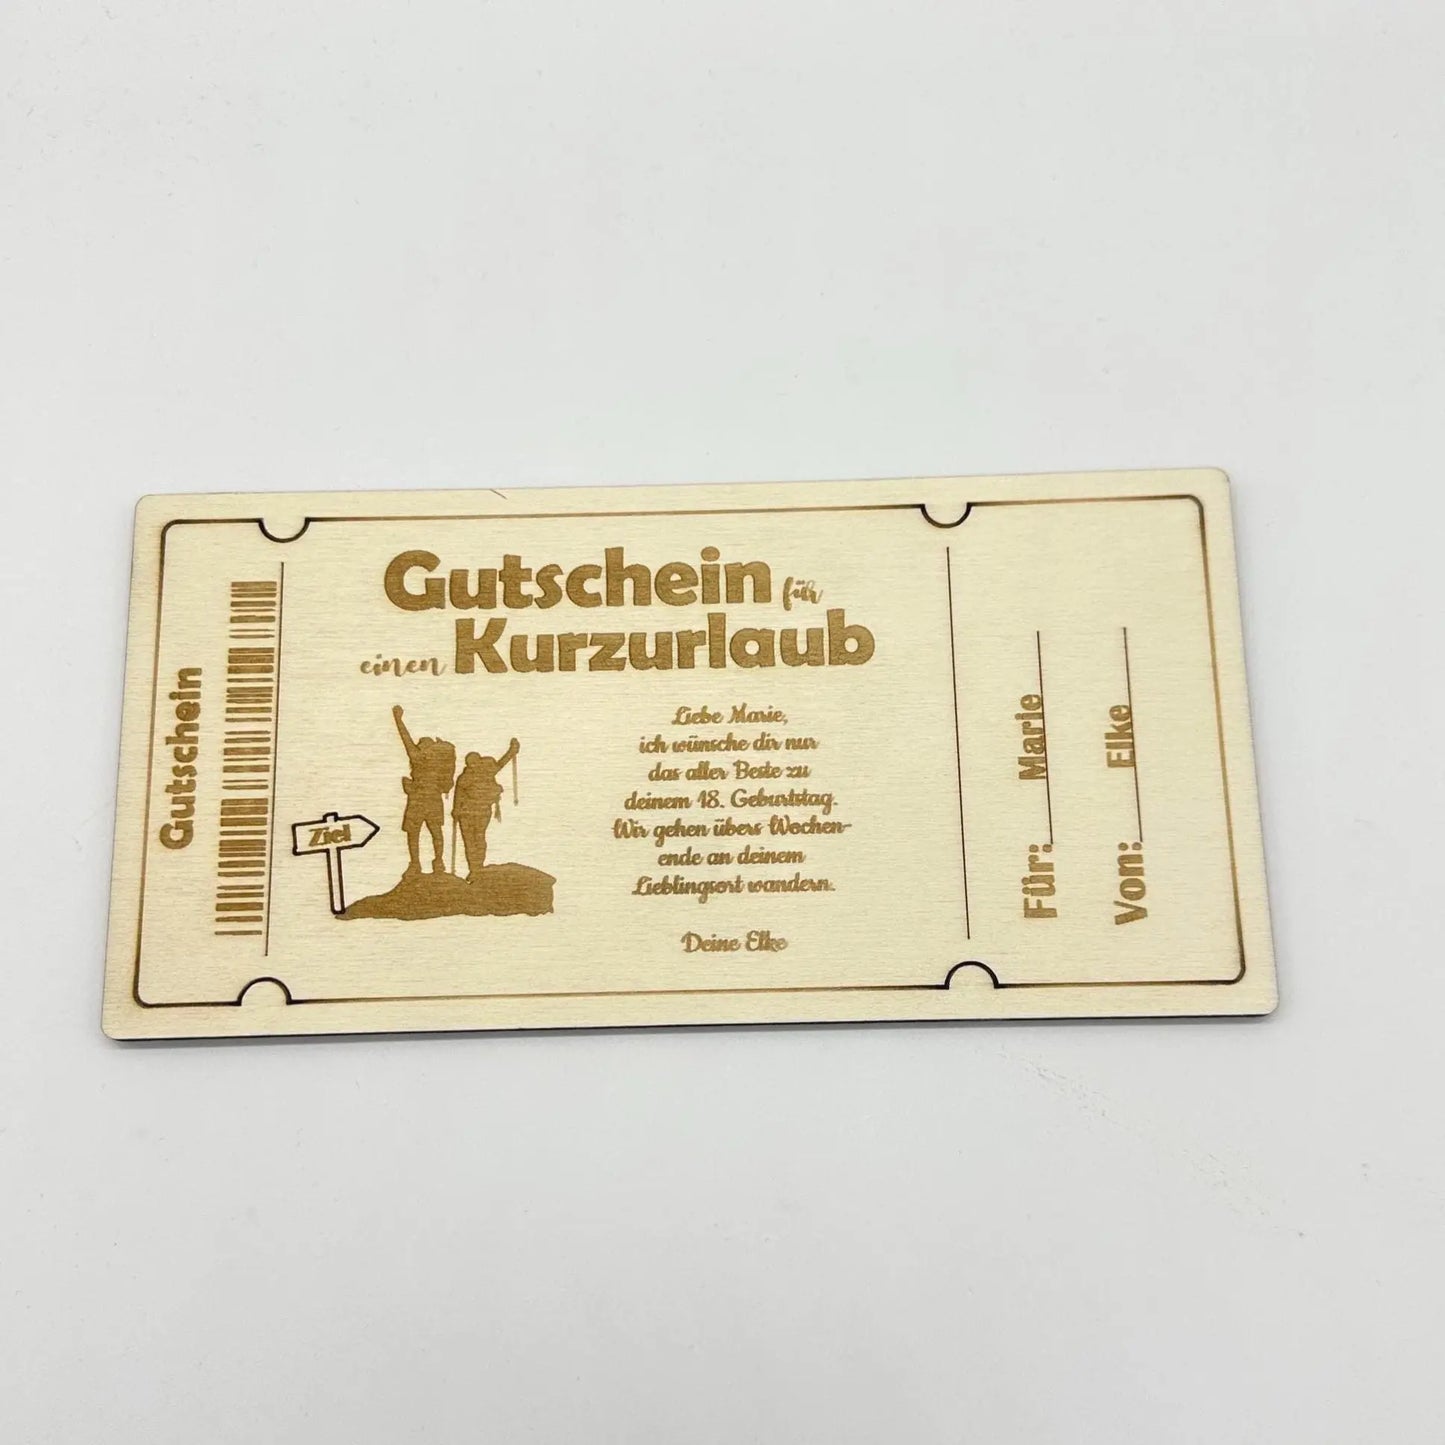 Gutschein
Gutschein für
einen Kurzurlaub
Ziel
Liebe Marie,
ich wünsche dir nur
das aller Beste zu
deinem 18. Geburtstag.
Wir gehen übers Wochen-
ende an deinem
Lieblingsort wandern.
Deine Elke
Für: Marie
Von: Elke